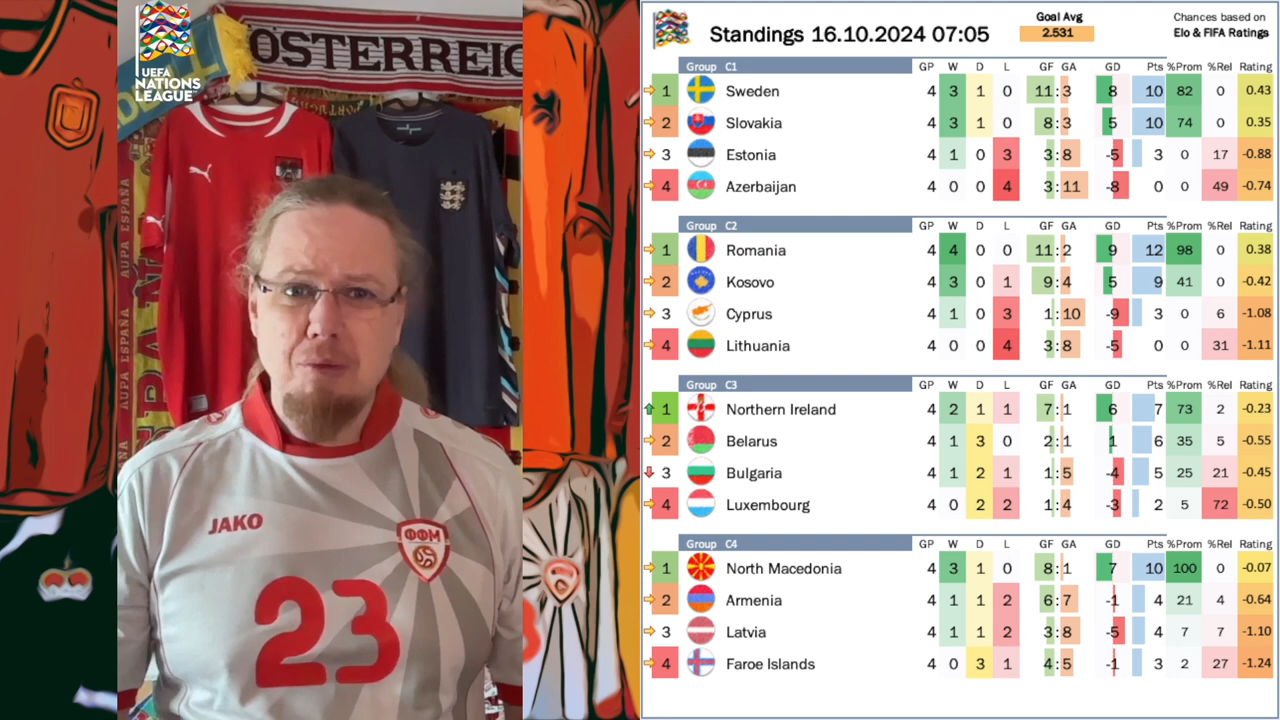 UEFA
NATIONS
LEAGUE
ÖSTERREIC
AUPA ESPAÑA
AUPA ESPAÑA
JAKO
ФФМ
23
Standings 16.10.2024 07:05
Goal Avg
2.531
Chances based on
Elo & FIFA Ratings
Group C1 GP W D L GF GA GD Pts %Prom %Rel Rating
1 Sweden 4 3 1 0 11:3 8 10 82 0 0.43
2 Slovakia 4 3 1 0 8:3 5 10 74 0 0.35
3 Estonia 4 1 0 3 3:8 -5 3 0 17 -0.88
4 Azerbaijan 4 0 0 4 3:11 -8 0 0 49 -0.74
Group C2 GP W D L GF GA GD Pts %Prom %Rel Rating
1 Romania 4 4 0 0 11:2 9 12 98 0 0.38
2 Kosovo 4 3 0 1 9:4 5 9 41 0 -0.42
3 Cyprus 4 1 0 3 1:10 -9 3 0 6 -1.08
4 Lithuania 4 0 0 4 3:8 -5 0 0 31 -1.11
Group C3 GP W D L GF GA GD Pts %Prom %Rel Rating
1 Northern Ireland 4 2 1 1 7:1 6 7 73 2 -0.23
2 Belarus 4 1 3 0 2:1 1 6 35 5 -0.55
3 Bulgaria 4 1 2 1 1:5 -4 5 25 21 -0.45
4 Luxembourg 4 0 2 2 1:4 -3 2 5 72 -0.50
Group C4 GP W D L GF GA GD Pts %Prom %Rel Rating
1 North Macedonia 4 3 1 0 8:1 7 10 100 0 -0.07
2 Armenia 4 1 1 2 6:7 -1 4 21 4 -0.64
3 Latvia 4 1 1 2 3:8 -5 4 7 7 -1.10
4 Faroe Islands 4 0 3 1 4:5 -1 3 2 27 -1.24